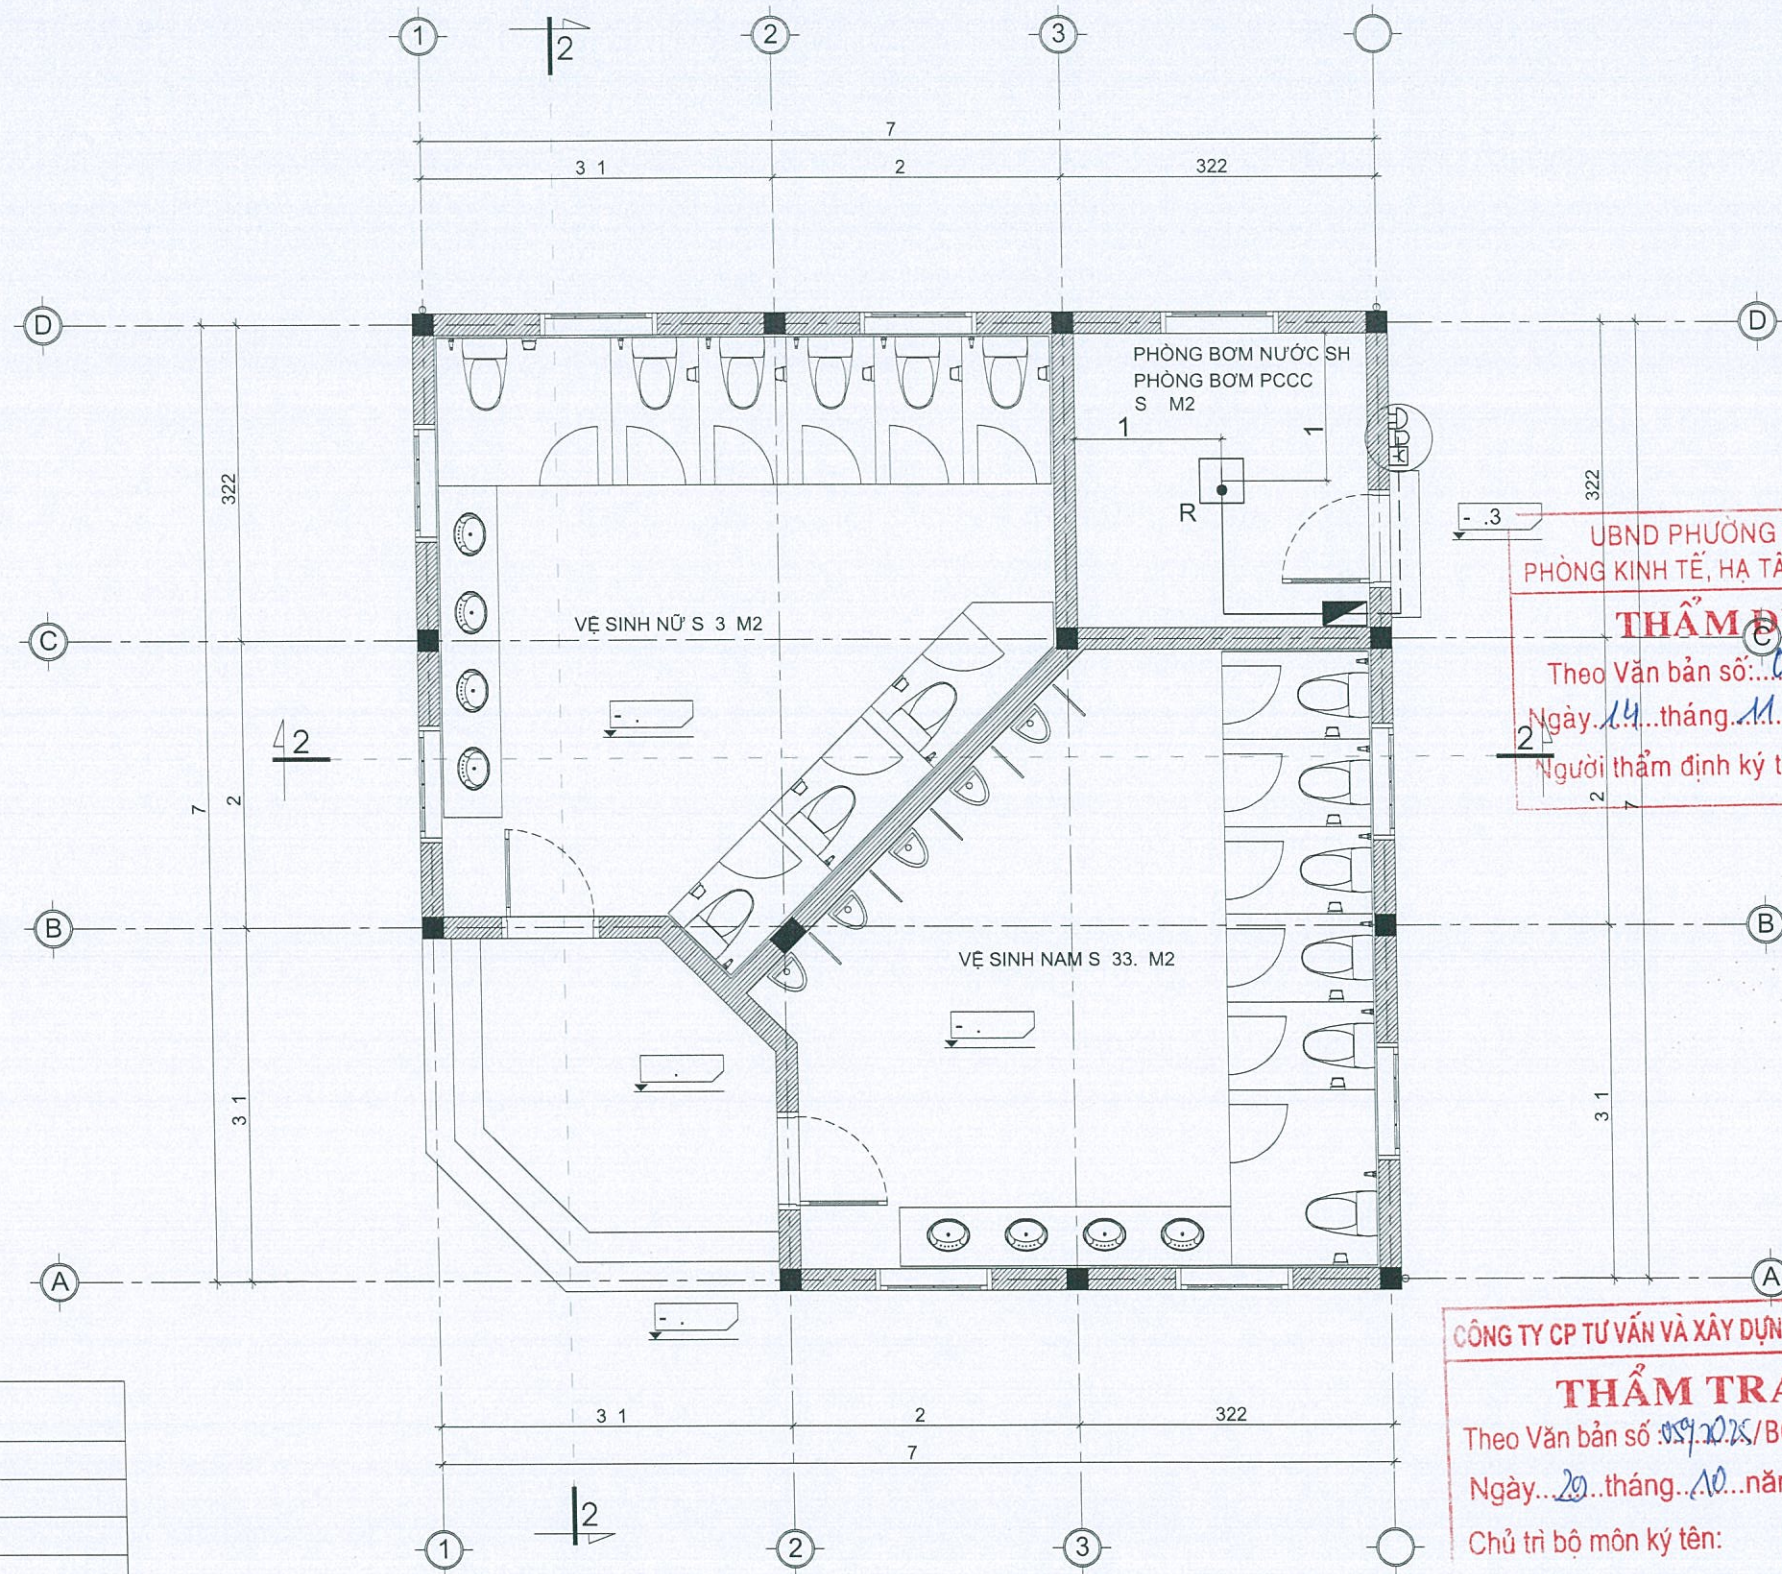 1
2
2
3
7
3 1
2
322
D
D
PHÒNG BƠM NƯỚC SH
PHÒNG BƠM PCCC
S M2
1
1
R
322
322
- .3
UBND PHƯỜNG
PHÒNG KINH TẾ, HẠ TẦ
THẨM Đ
Theo Văn bản số:...
Ngày..14..tháng..11..
Người thẩm định ký t
C
C
VỆ SINH NỮ S 3 M2
- .
2
2
7
2
2
7
B
B
VỆ SINH NAM S 33. M2
- .
.
3 1
3 1
A
A
- .
CÔNG TY CP TƯ VẤN VÀ XÂY DỰN
THẨM TRA
Theo Văn bản số :059.2025/B
Ngày...20..tháng..10...năm
Chủ trì bộ môn ký tên:
3 1
2
322
7
2
1
2
3